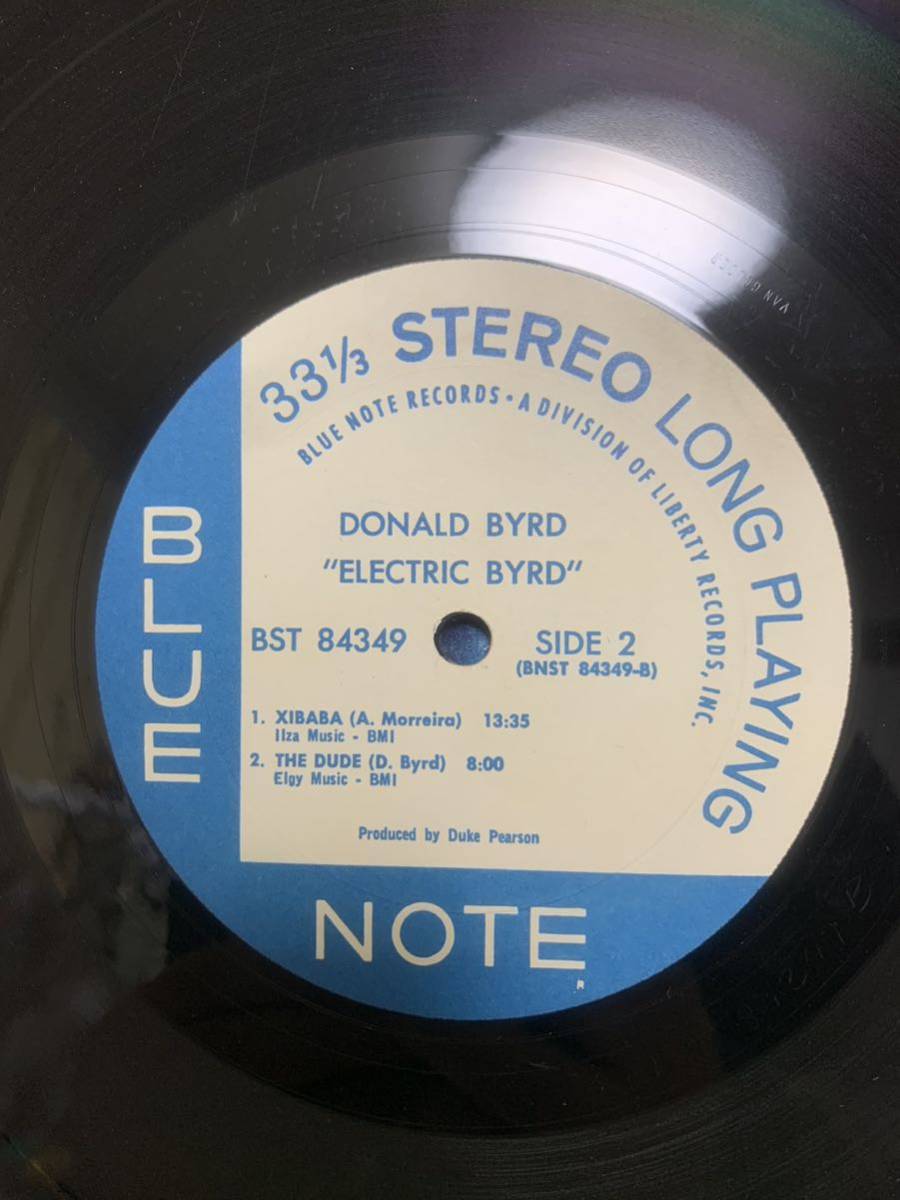 33⅓ STEREO LONG PLAYING
BLUE NOTE RECORDS • A DIVISION OF LIBERTY RECORDS, INC.
DONALD BYRD
"ELECTRIC BYRD"
BST 84349 SIDE 2
(BNST 84349-B)
1. XIBABA (A. Morreira) 13:35
Ilza Music - BMI
2. THE DUDE (D. Byrd) 8:00
Elgy Music - BMI
Produced by Duke Pearson
BLUE
NOTE
R
VAN GELDER